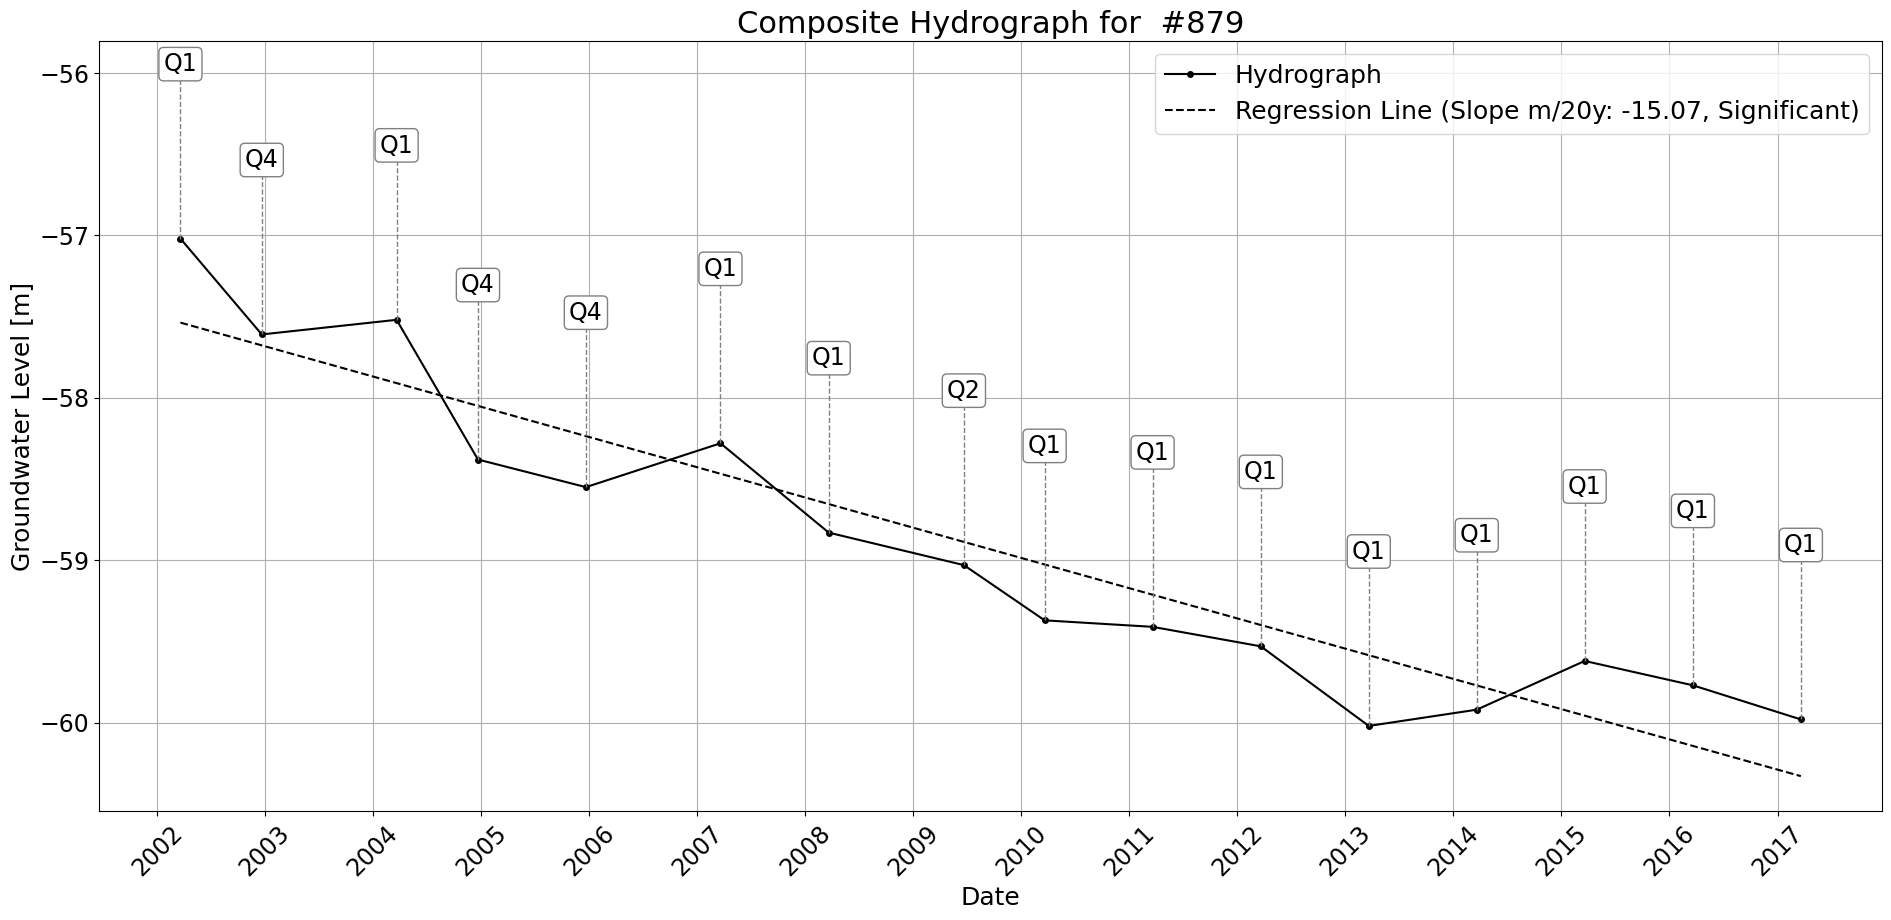 Composite Hydrograph for  #879
Hydrograph
Regression Line (Slope m/20y: -15.07, Significant)
Groundwater Level [m]
−56
−57
−58
−59
−60
Q1
Q4
Q1
Q4
Q4
Q1
Q1
Q2
Q1
Q1
Q1
Q1
Q1
Q1
Q1
Q1
2002
2003
2004
2005
2006
2007
2008
2009
2010
2011
2012
2013
2014
2015
2016
2017
Date